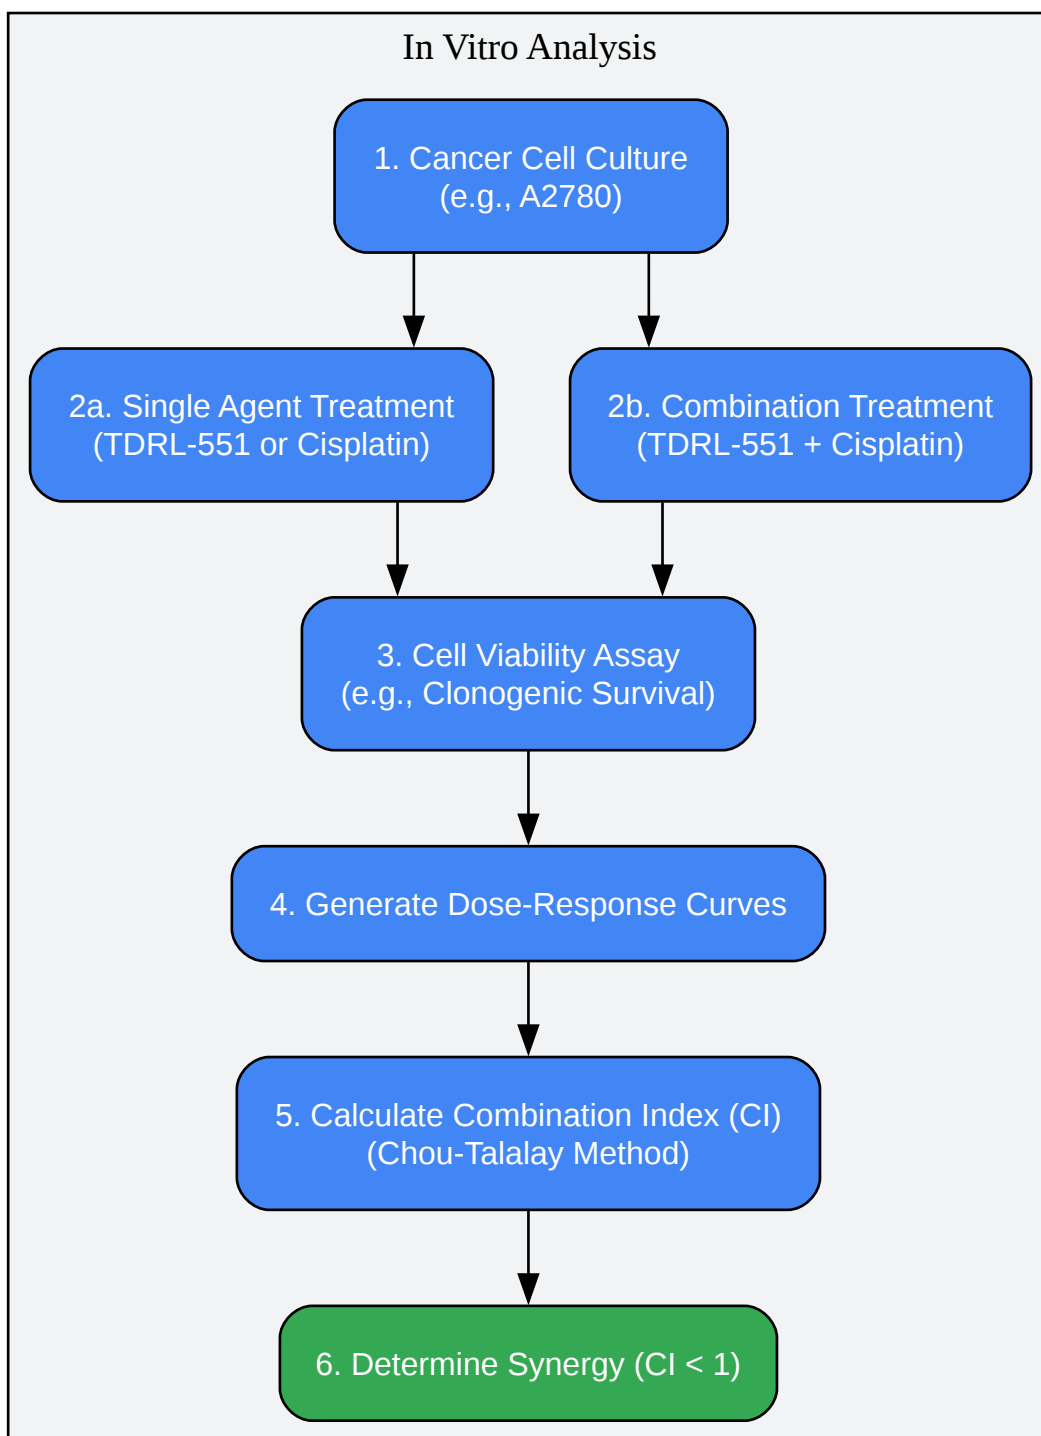 In Vitro Analysis
1. Cancer Cell Culture
(e.g., A2780)
2a. Single Agent Treatment
(TDRL-551 or Cisplatin)
2b. Combination Treatment
(TDRL-551 + Cisplatin)
3. Cell Viability Assay
(e.g., Clonogenic Survival)
4. Generate Dose-Response Curves
5. Calculate Combination Index (CI)
(Chou-Talalay Method)
6. Determine Synergy (CI < 1)